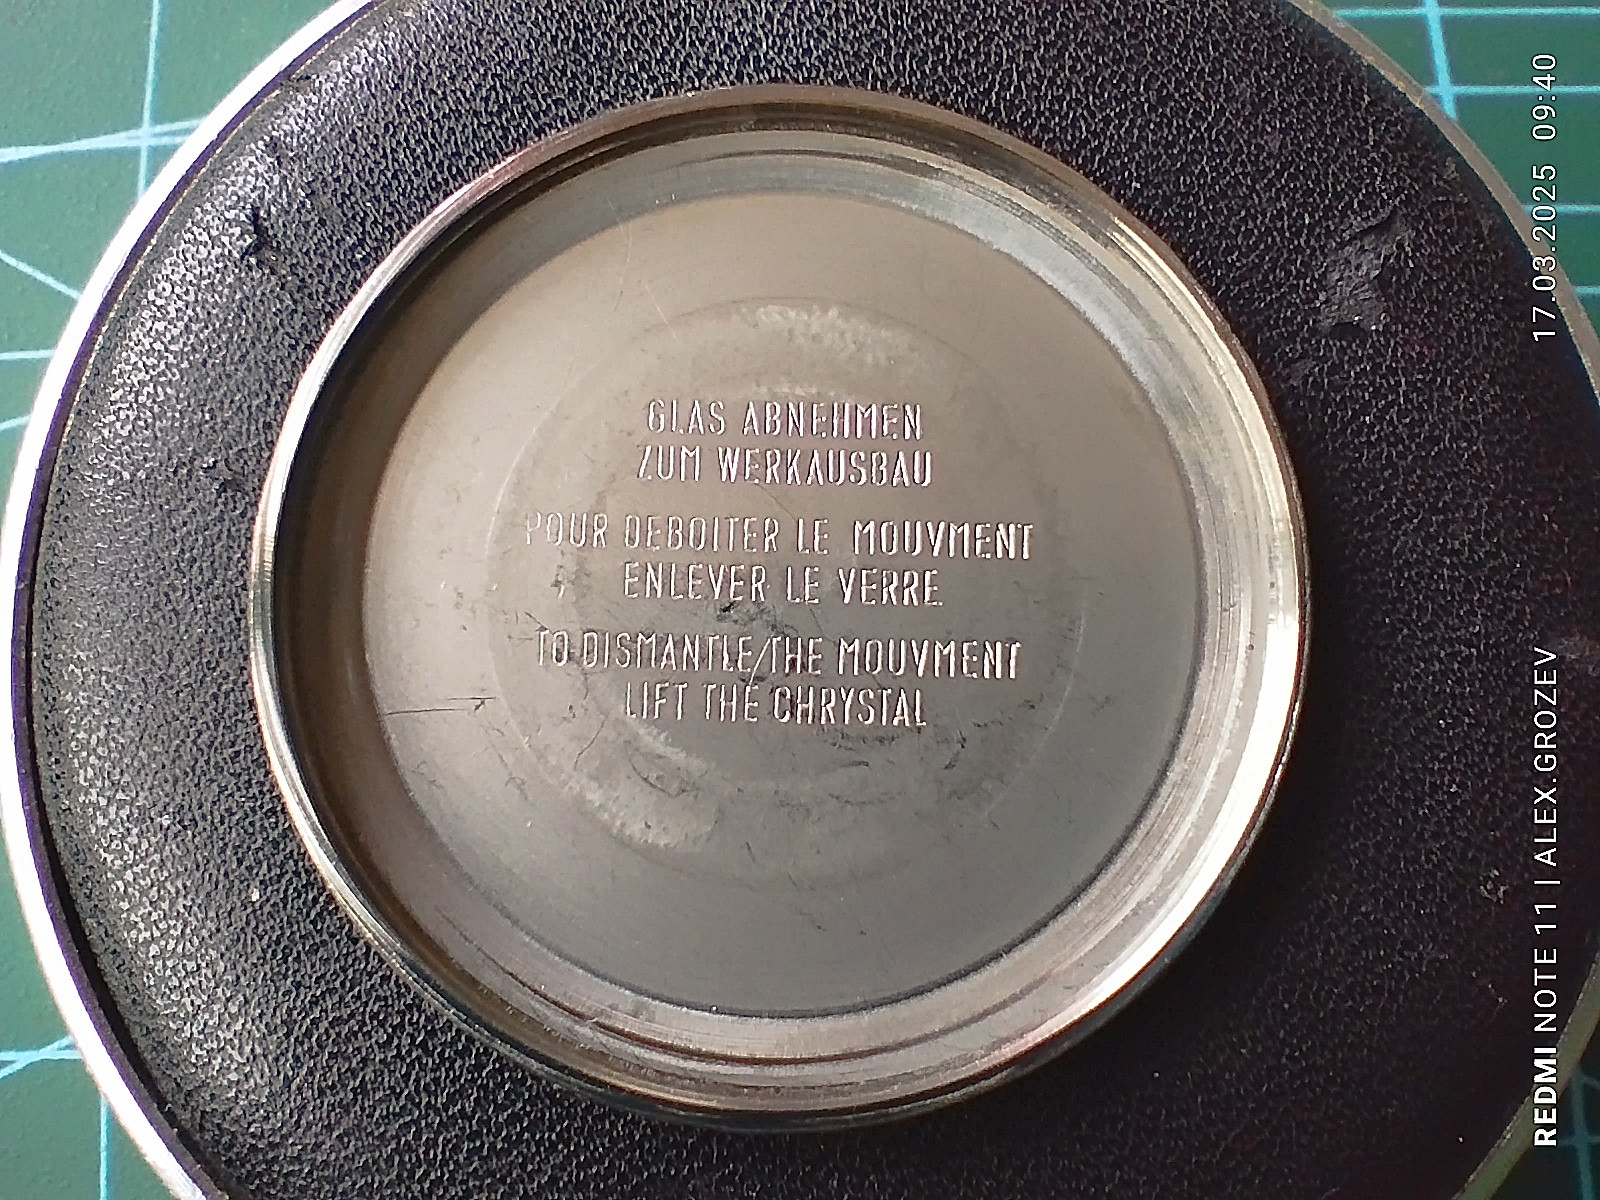 GLAS ABNEHMEN
ZUM WERKAUSBAU
POUR DEBOITER LE MOUVMENT
ENLEVER LE VERRE
TO DISMANTLE/THE MOUVMENT
LIFT THE CHRYSTAL
REDMI NOTE 11 | ALEX.GROZEV 17.03.2025 09:40